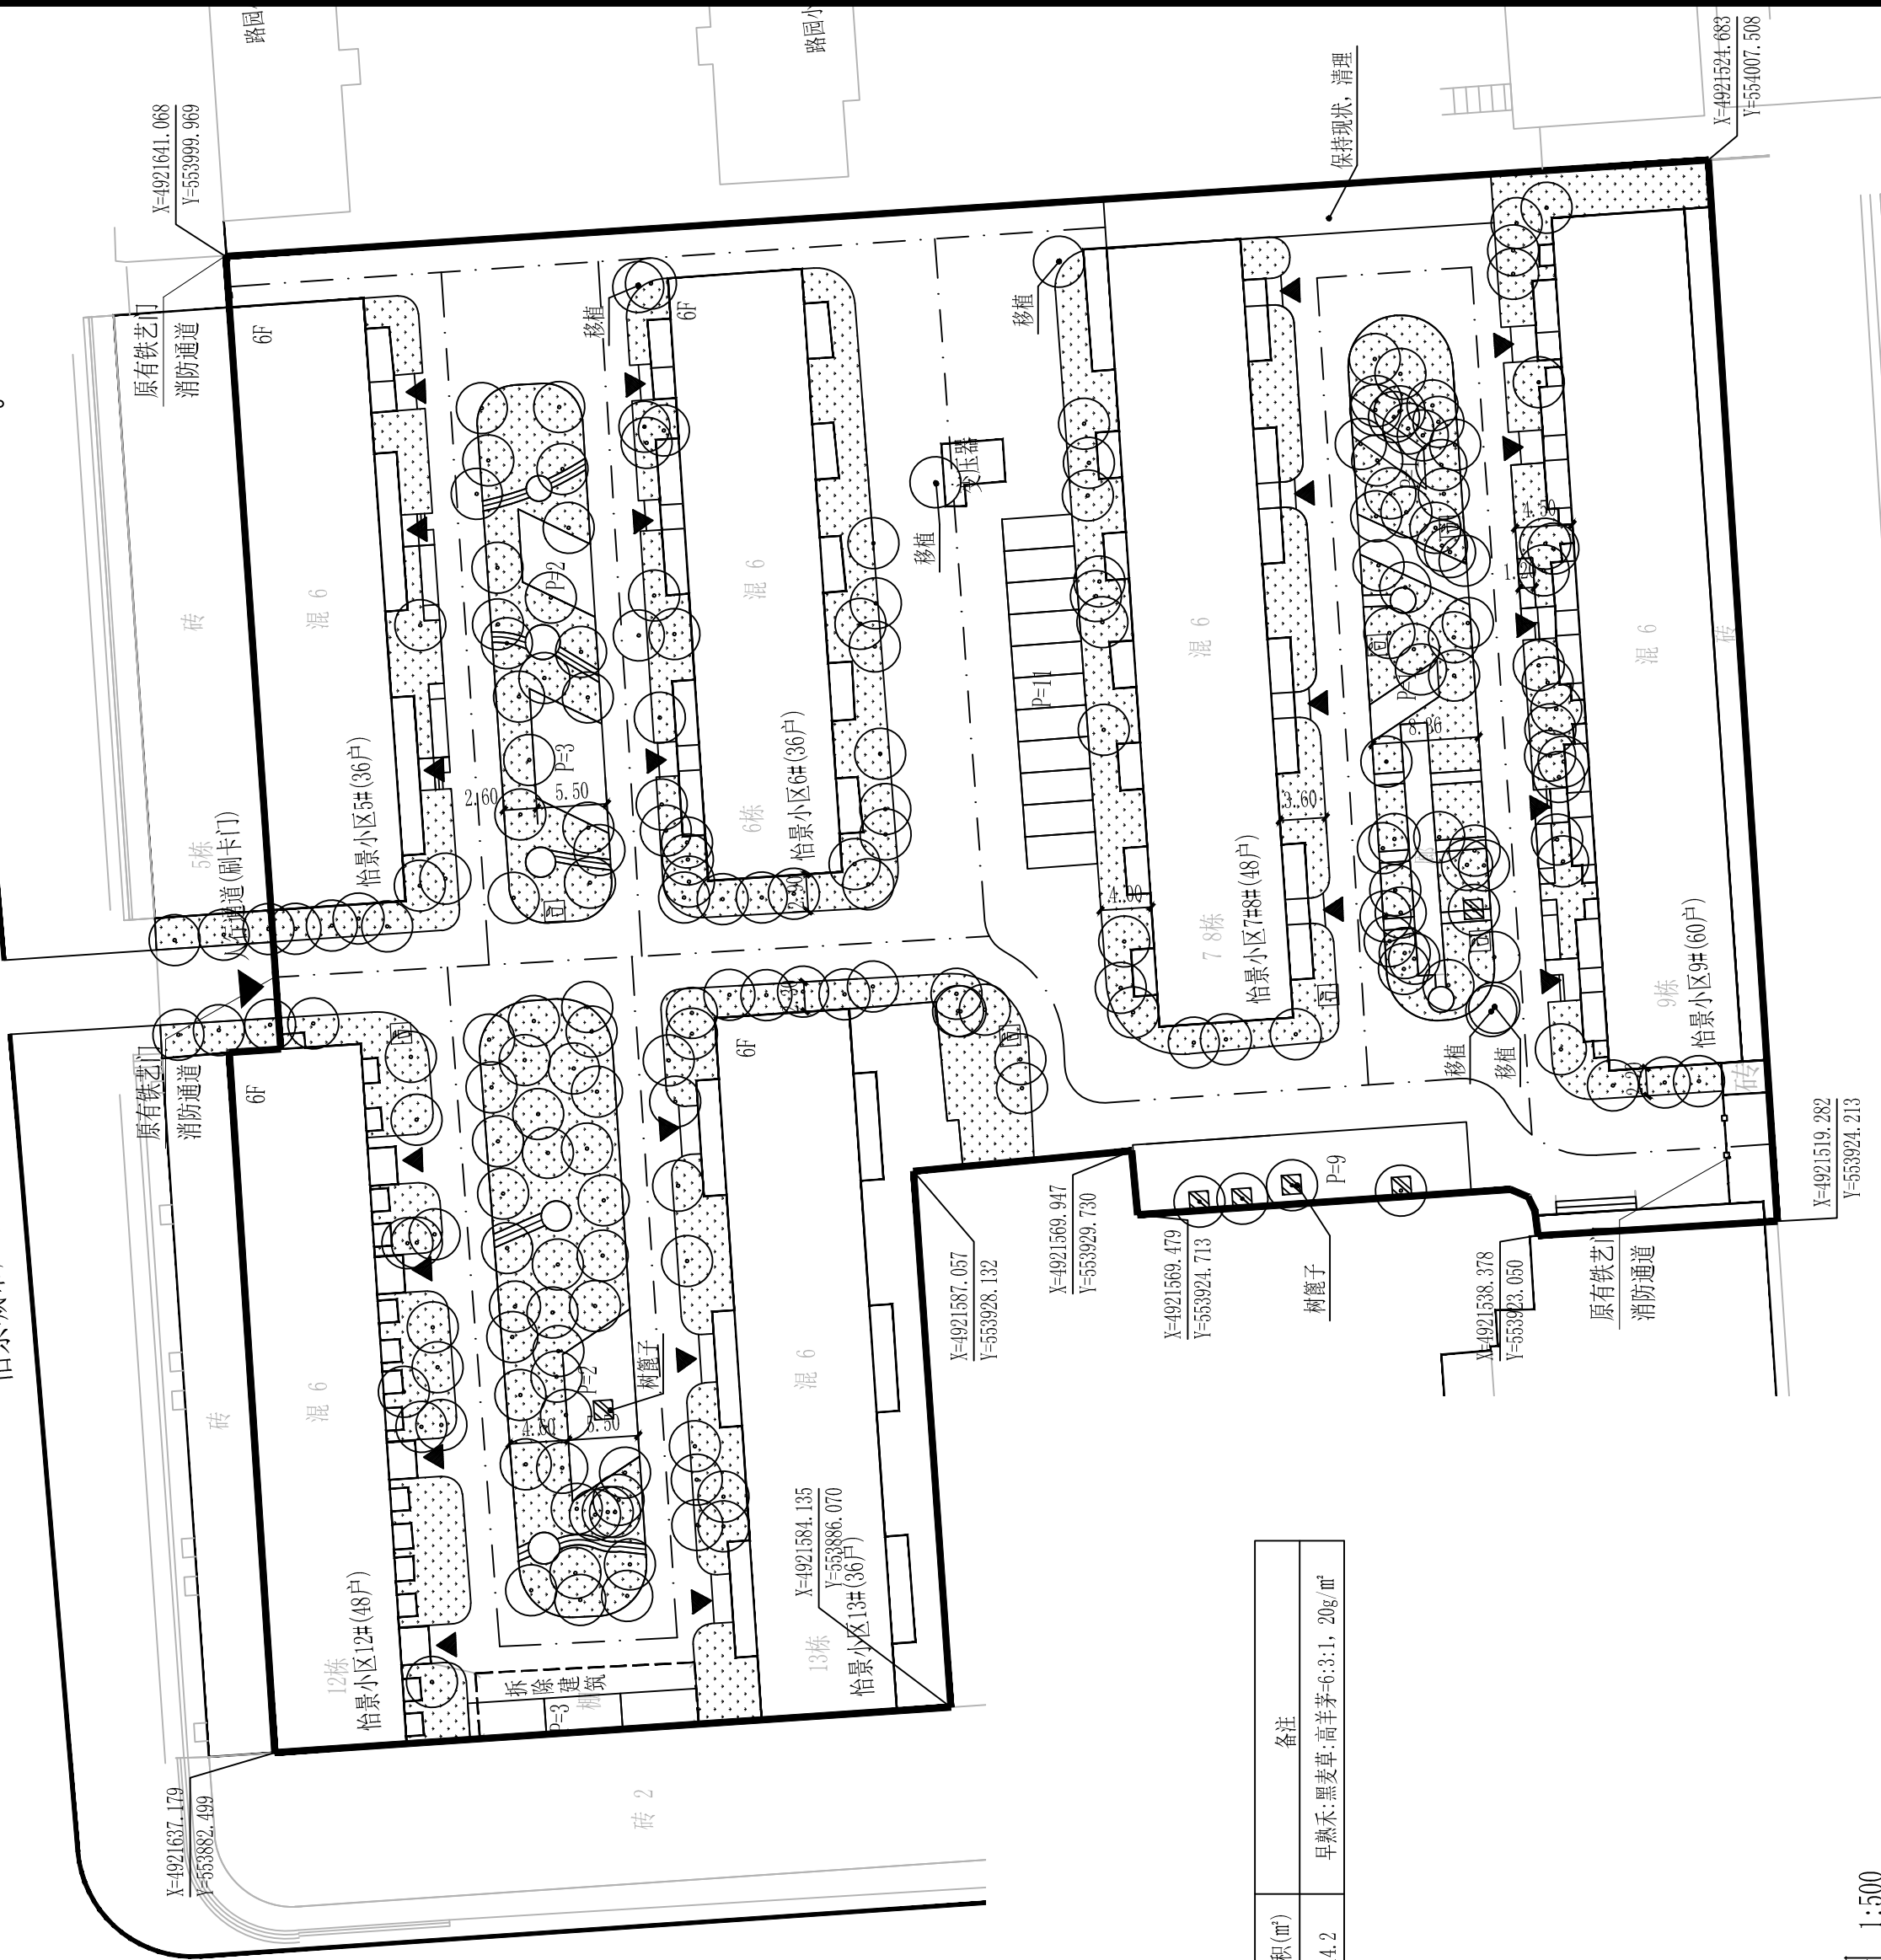 路园小
路园小
X=4921641.068
Y=553999.969
X=4921524.683
Y=554007.508
保持现状，清理
原有铁艺门
消防通道
6F
移植
6F
移植
变压器
移植
砖
混 6
P=2
混 6
P=11
混 6
4.50
混 6
砖
怡景小区5#(36户)
5栋
人行通道(刷卡门)
2.60
5.50
P=3
6栋
怡景小区6#(36户)
2.90
8.86
3.60
4.00
7 8栋
怡景小区7#8#(48户)
9栋
怡景小区9#(60户)
移植
移植
砖
原有铁艺门
消防通道
6F
6F
X=4921519.282
Y=553924.213
X=4921587.057
Y=553928.132
X=4921569.947
Y=553929.730
X=4921569.479
Y=553924.713
P=9
树篦子
X=4921538.378
Y=553923.050
原有铁艺门
消防通道
砖
混 6
P=2
树篦子
4.60
5.50
混 6
X=4921584.135
Y=553886.070
12栋
怡景小区12#(48户)
拆除建筑
棚
P=3
13栋
怡景小区13#(36户)
X=4921637.179
Y=553882.499
砖 2
备注
早熟禾:黑麦草:高羊茅=6:3:1, 20g/㎡
积(㎡)
4.2
1:500